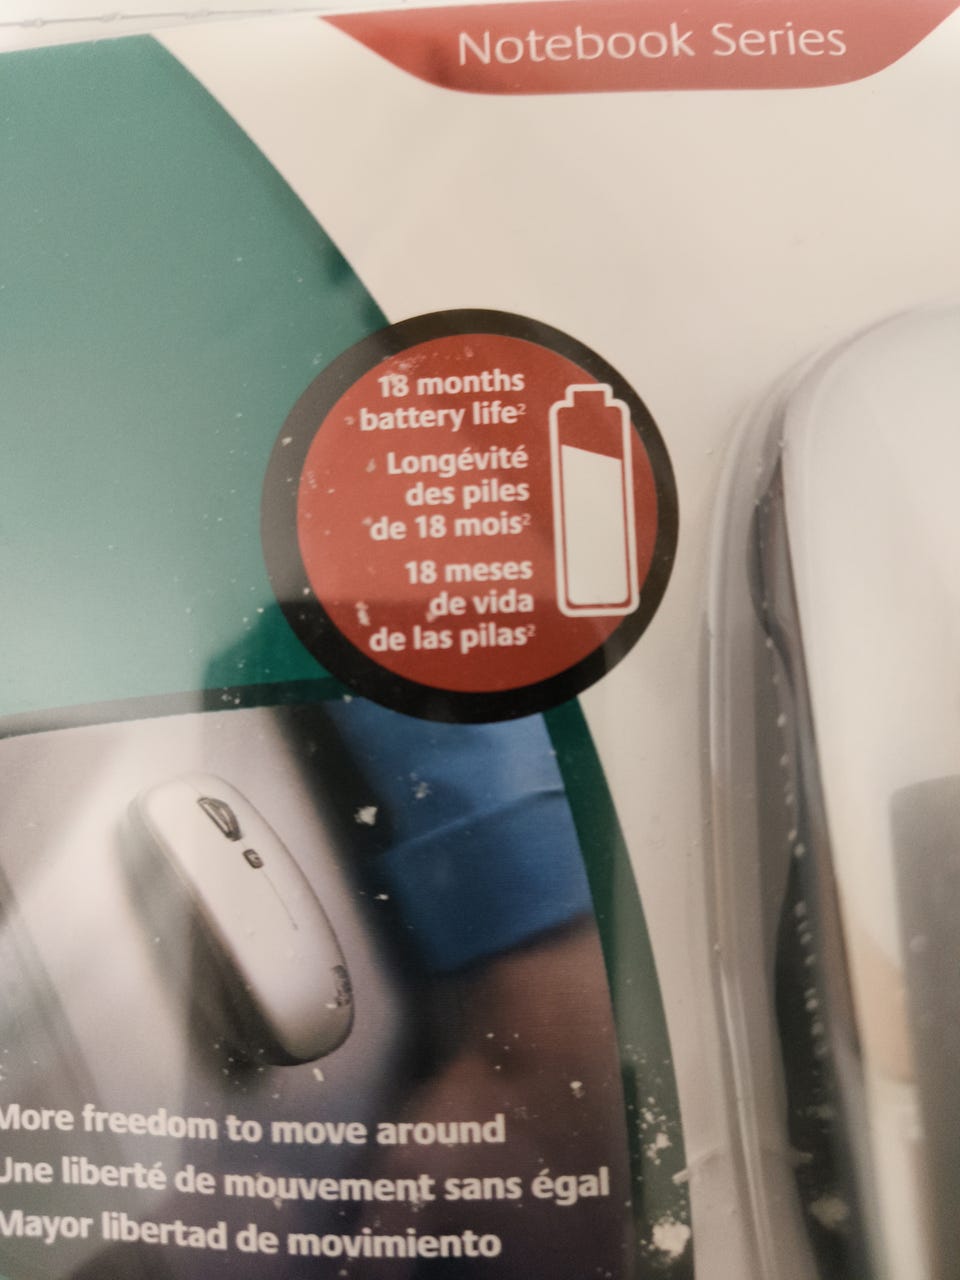 Notebook Series
18 months
battery life²
Longévité
des piles
de 18 mois²
18 meses
de vida
de las pilas²
More freedom to move around
Une liberté de mouvement sans égal
Mayor libertad de movimiento